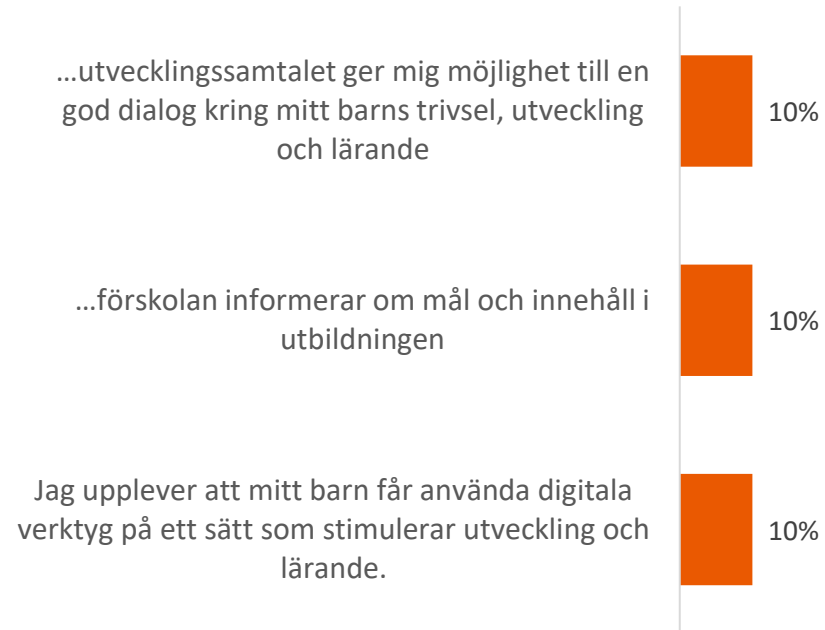 ...utvecklingssamtalet ger mig möjlighet till en
god dialog kring mitt barns trivsel, utveckling
och lärande
10%
...förskolan informerar om mål och innehåll i
utbildningen
10%
Jag upplever att mitt barn får använda digitala
verktyg på ett sätt som stimulerar utveckling och
lärande.
10%